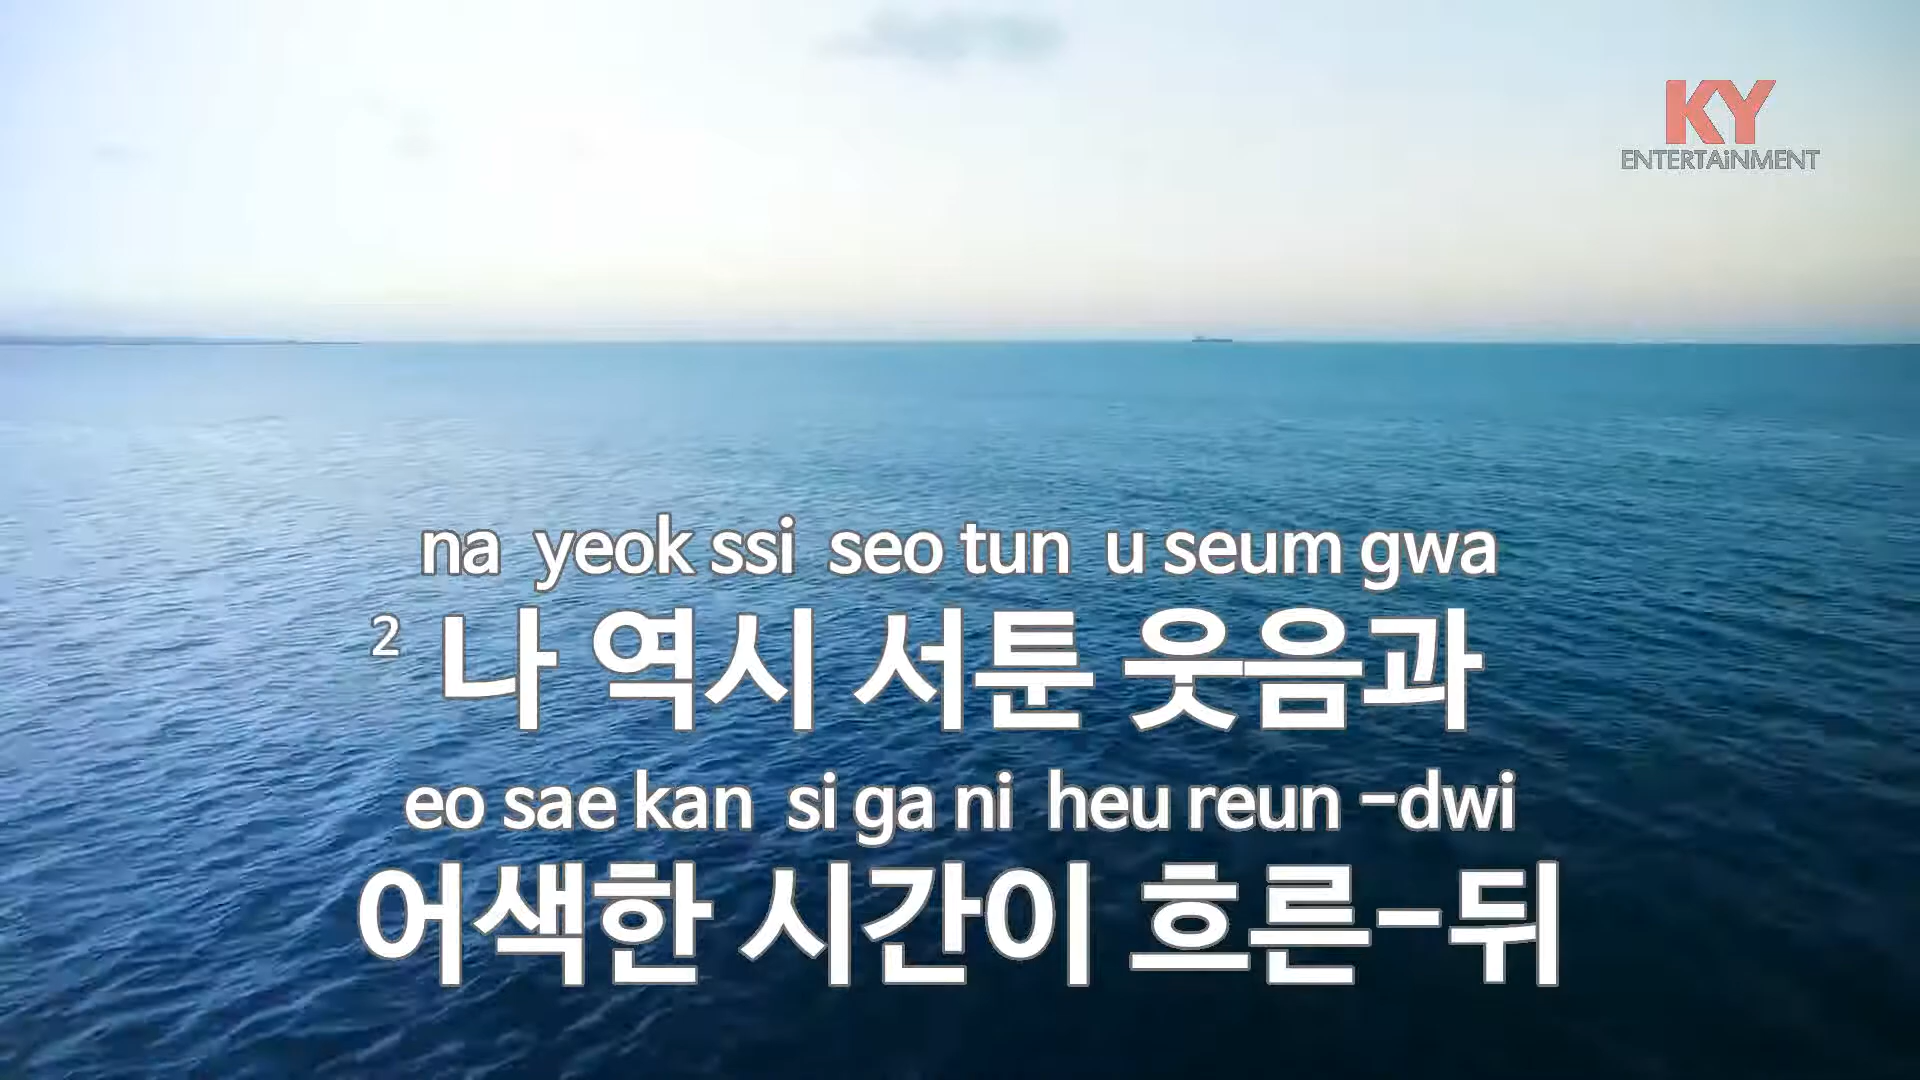 KY
ENTERTAiNMENT
na yeok ssi seo tun u seum gwa
2 나 역시 서툰 웃음과
eo sae kan si ga ni heu reun -dwi
어색한 시간이 흐른-뒤